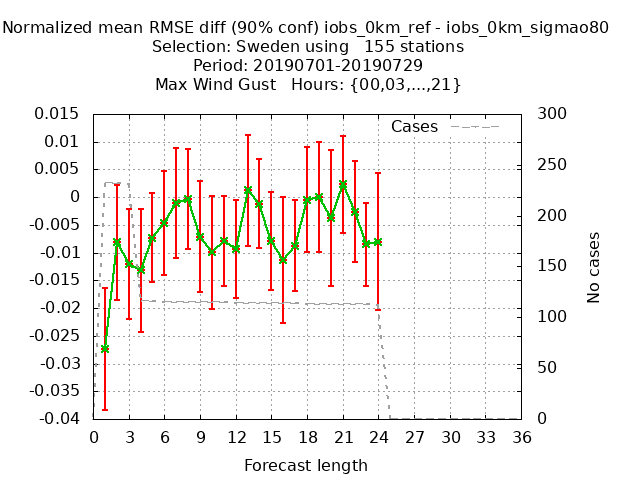 Normalized mean RMSE diff (90% conf) iobs_0km_ref - iobs_0km_sigmao80
Selection: Sweden using   155 stations
Period: 20190701-20190729
Max Wind Gust   Hours: {00,03,...,21}
Cases
0.015
0.01
0.005
0
-0.005
-0.01
-0.015
-0.02
-0.025
-0.03
-0.035
-0.04
300
250
200
150
100
50
0
No cases
0 3 6 9 12 15 18 21 24 27 30 33 36
Forecast length